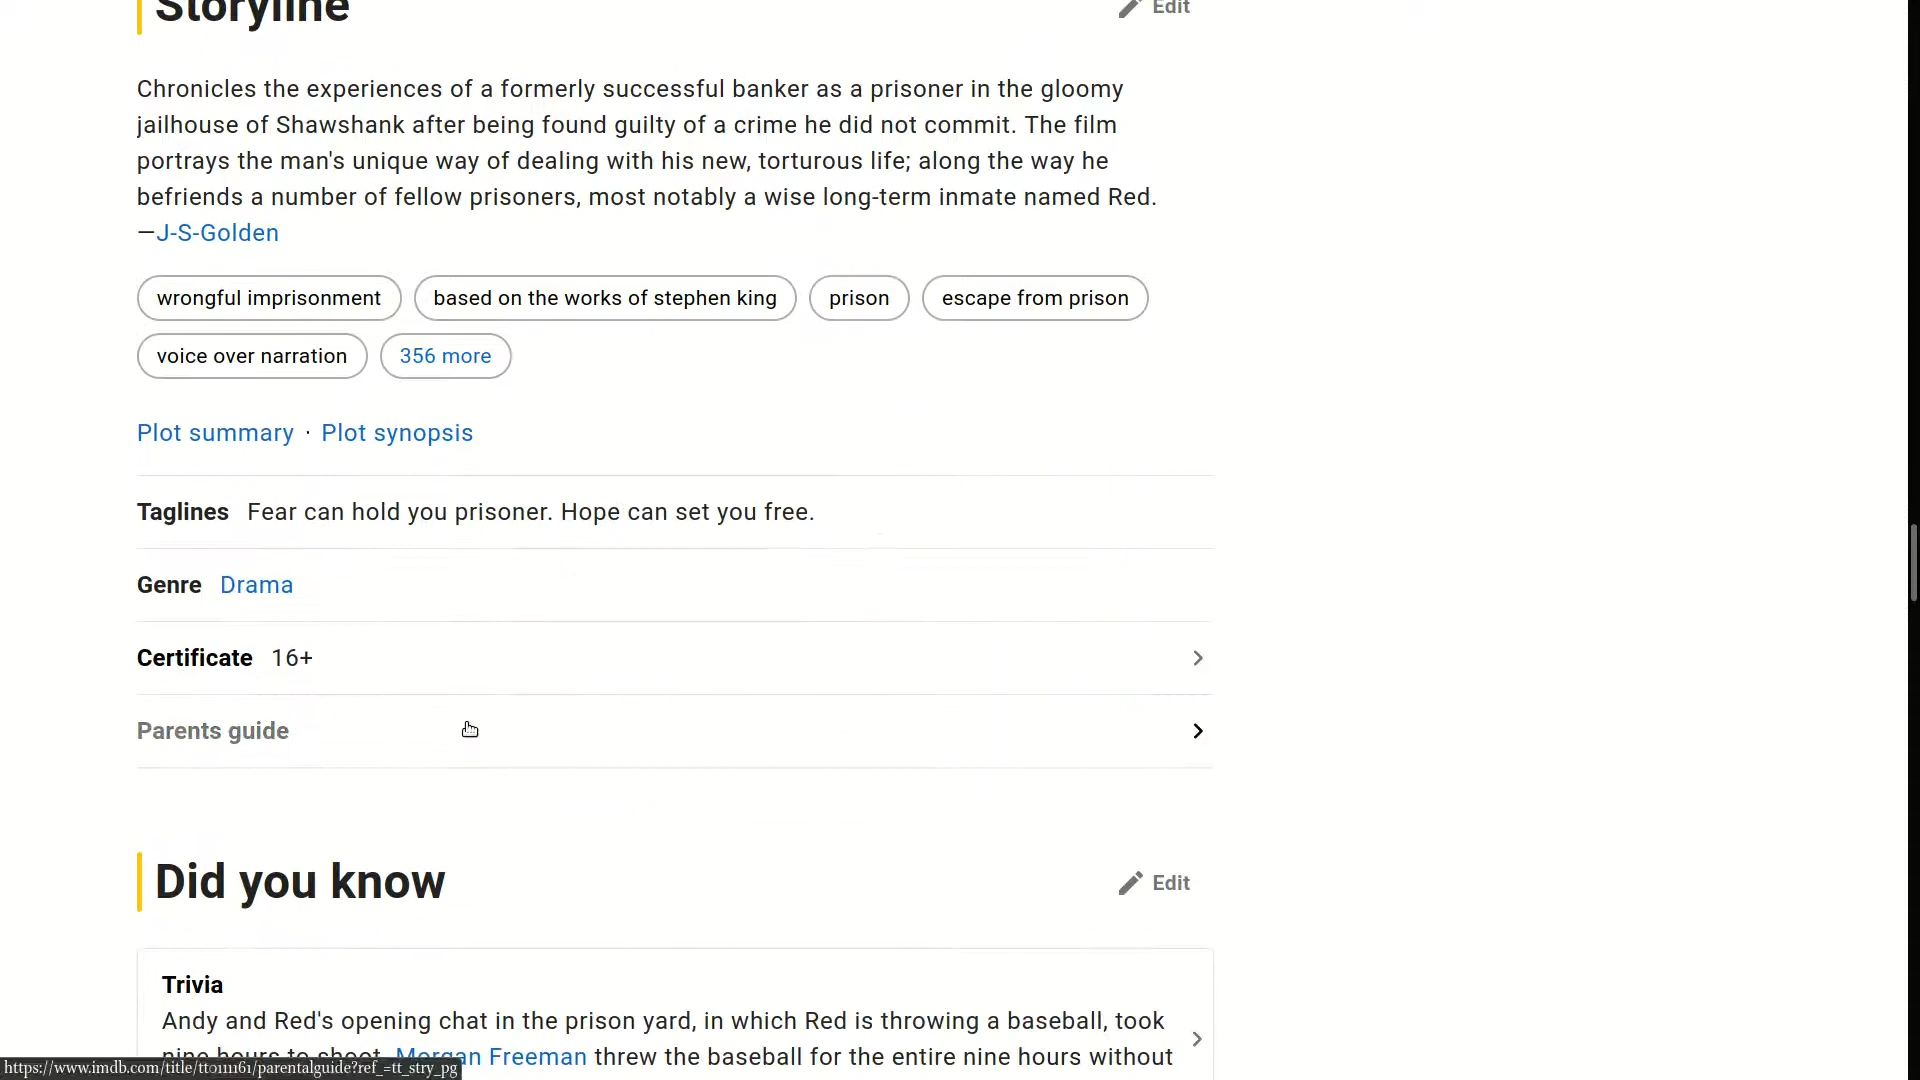 Storyline
Edit
Chronicles the experiences of a formerly successful banker as a prisoner in the gloomy
jailhouse of Shawshank after being found guilty of a crime he did not commit. The film
portrays the man's unique way of dealing with his new, torturous life; along the way he
befriends a number of fellow prisoners, most notably a wise long-term inmate named Red.
—J-S-Golden
wrongful imprisonment
based on the works of stephen king
prison
escape from prison
voice over narration
356 more
Plot summary · Plot synopsis
Taglines Fear can hold you prisoner. Hope can set you free.
Genre Drama
Certificate 16+
Parents guide
Did you know
Edit
Trivia
Andy and Red's opening chat in the prison yard, in which Red is throwing a baseball, took
nine hours to shoot. Morgan Freeman threw the baseball for the entire nine hours without
https://www.imdb.com/title/tt0111161/parentalguide?ref_=tt_stry_pg